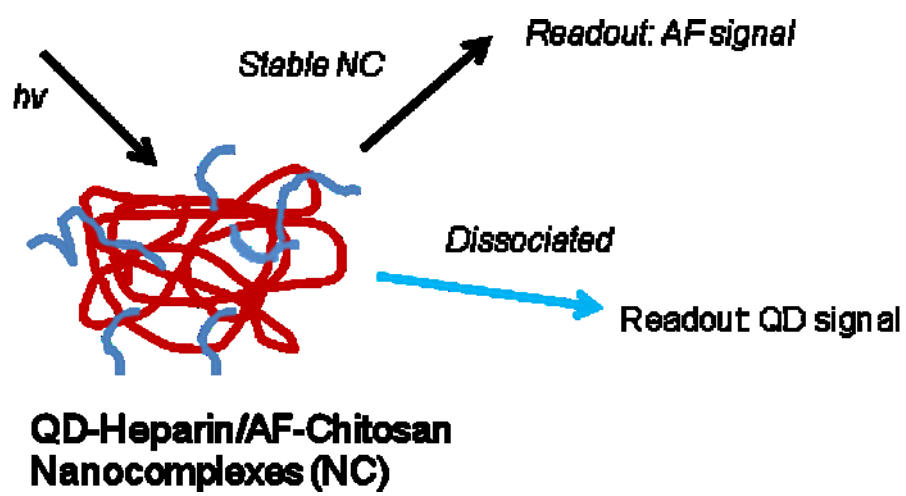 Readout: AF signal
Stable NC
hv
Dissociated
Readout: QD signal
QD-Heparin/AF-Chitosan
Nanocomplexes (NC)